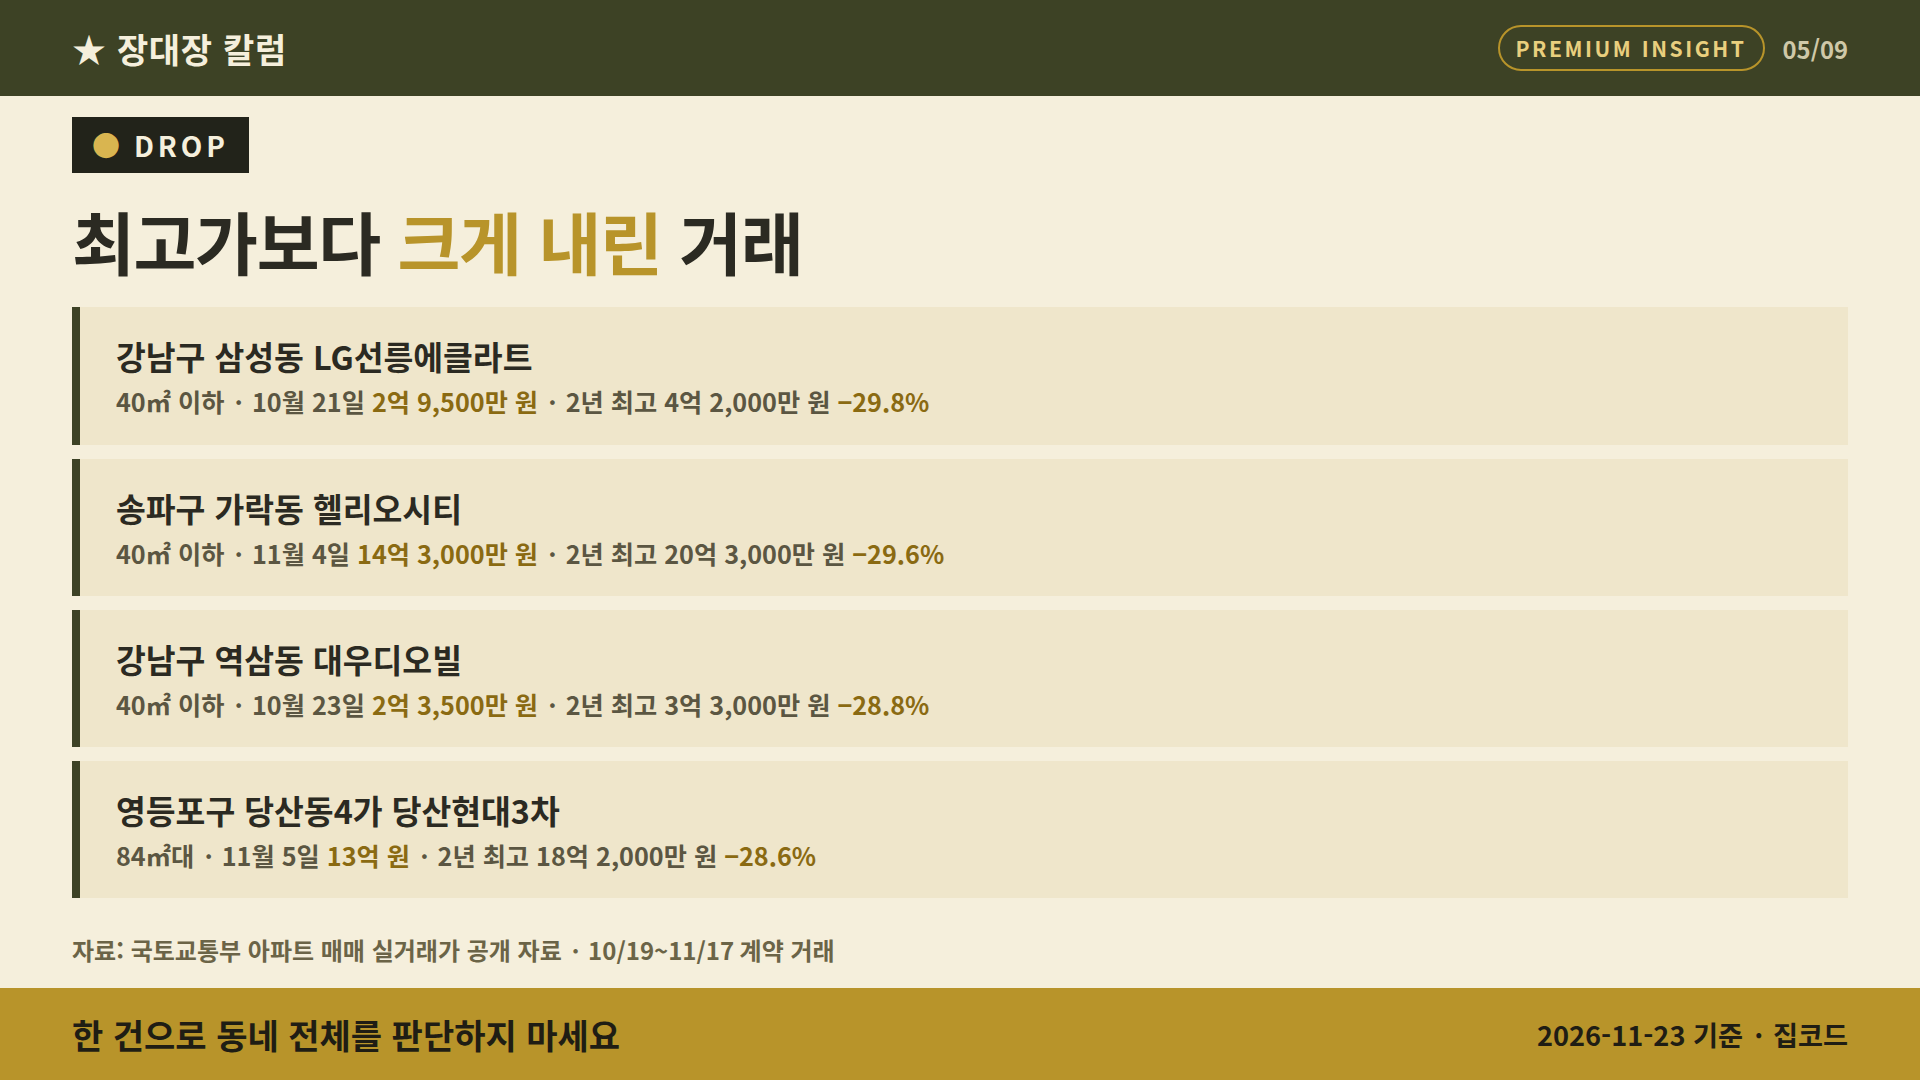 ★ 장대장 칼럼
PREMIUM INSIGHT 05/09
DROP
최고가보다 크게 내린 거래
강남구 삼성동 LG선릉에클라트
40㎡ 이하 · 10월 21일 2억 9,500만 원 · 2년 최고 4억 2,000만 원 −29.8%
송파구 가락동 헬리오시티
40㎡ 이하 · 11월 4일 14억 3,000만 원 · 2년 최고 20억 3,000만 원 −29.6%
강남구 역삼동 대우디오빌
40㎡ 이하 · 10월 23일 2억 3,500만 원 · 2년 최고 3억 3,000만 원 −28.8%
영등포구 당산동4가 당산현대3차
84㎡대 · 11월 5일 13억 원 · 2년 최고 18억 2,000만 원 −28.6%
자료: 국토교통부 아파트 매매 실거래가 공개 자료 · 10/19~11/17 계약 거래
한 건으로 동네 전체를 판단하지 마세요
2026-11-23 기준 · 집코드